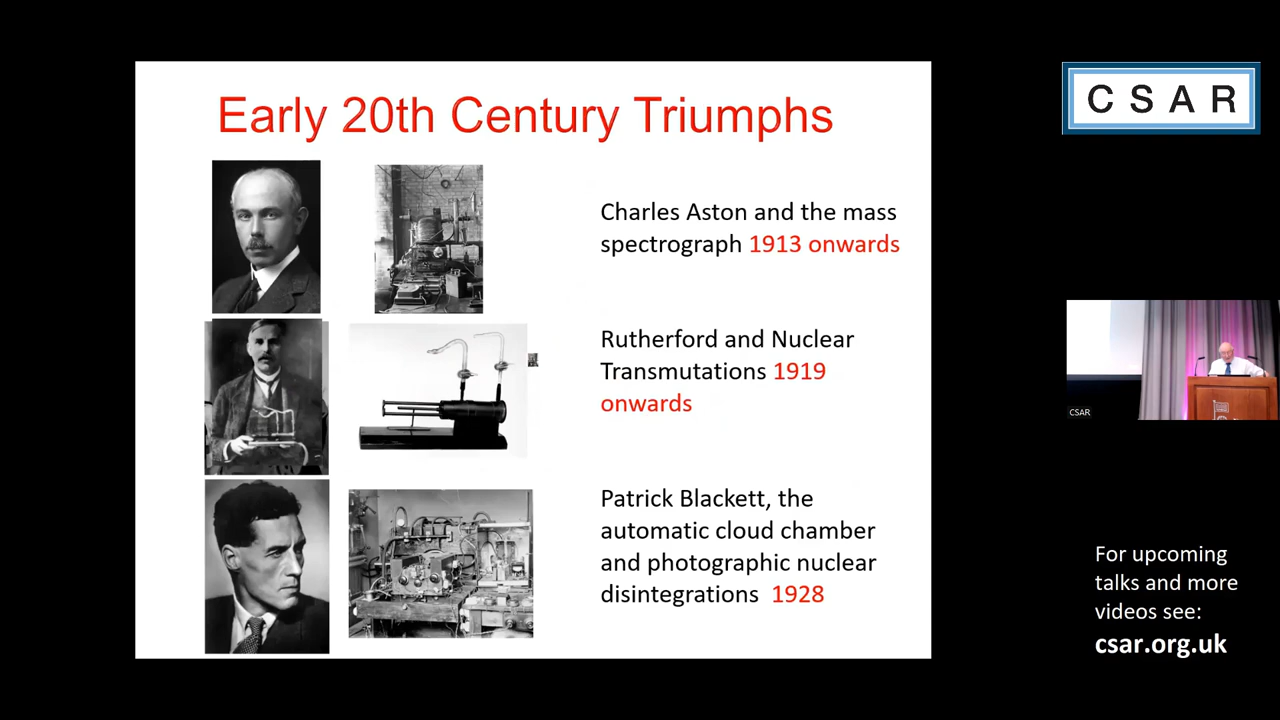 Early 20th Century Triumphs
Charles Aston and the mass
spectrograph 1913 onwards
Rutherford and Nuclear
Transmutations 1919
onwards
Patrick Blackett, the
automatic cloud chamber
and photographic nuclear
disintegrations 1928
CSAR
CSAR
For upcoming
talks and more
videos see:
csar.org.uk